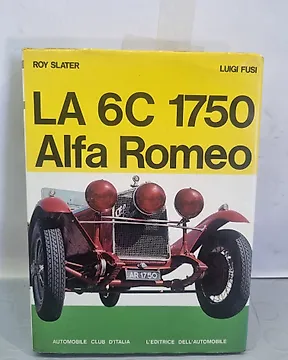 ROY SLATER
LUIGI FUSI
LA 6C 1750
Alfa Romeo
AR 1750
AUTOMOBILE CLUB D'ITALIA
L'EDITRICE DELL'AUTOMOBILE